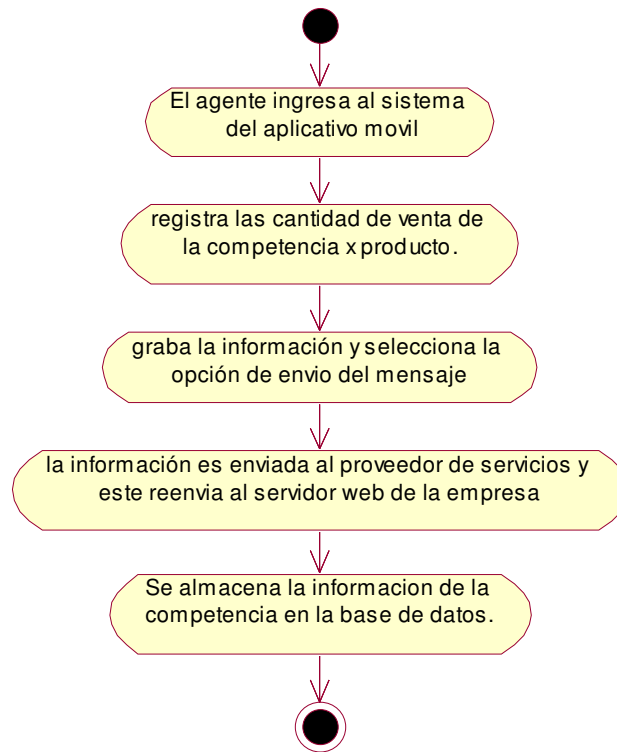 El agente ingresa al sistema
del aplicativo movil
registra las cantidad de venta de
la competencia x producto.
graba la información y selecciona la
opción de envio del mensaje
la información es enviada al proveedor de servicios y
este reenvia al servidor web de la empresa
Se almacena la informacion de la
competencia en la base de datos.